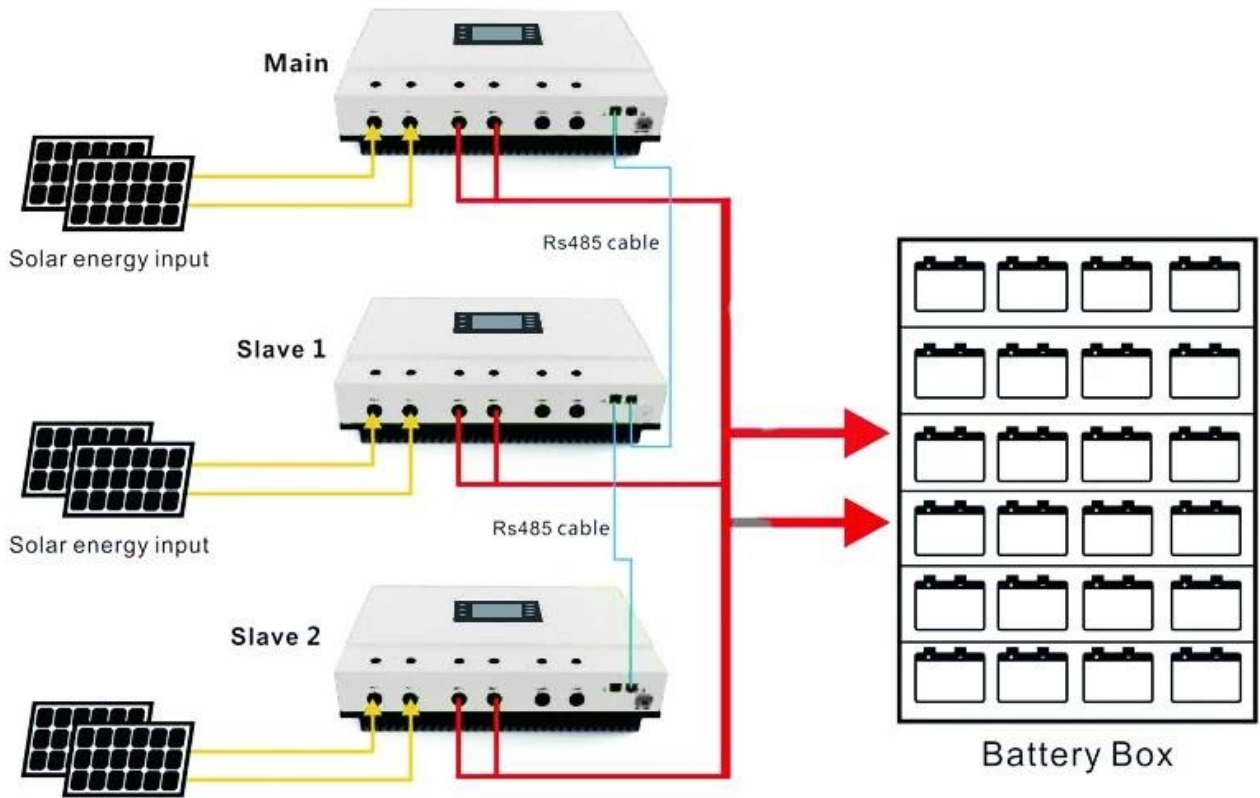 Main
Solar energy input
Rs485 cable
Slave 1
Solar energy input
Rs485 cable
Slave 2
Battery Box